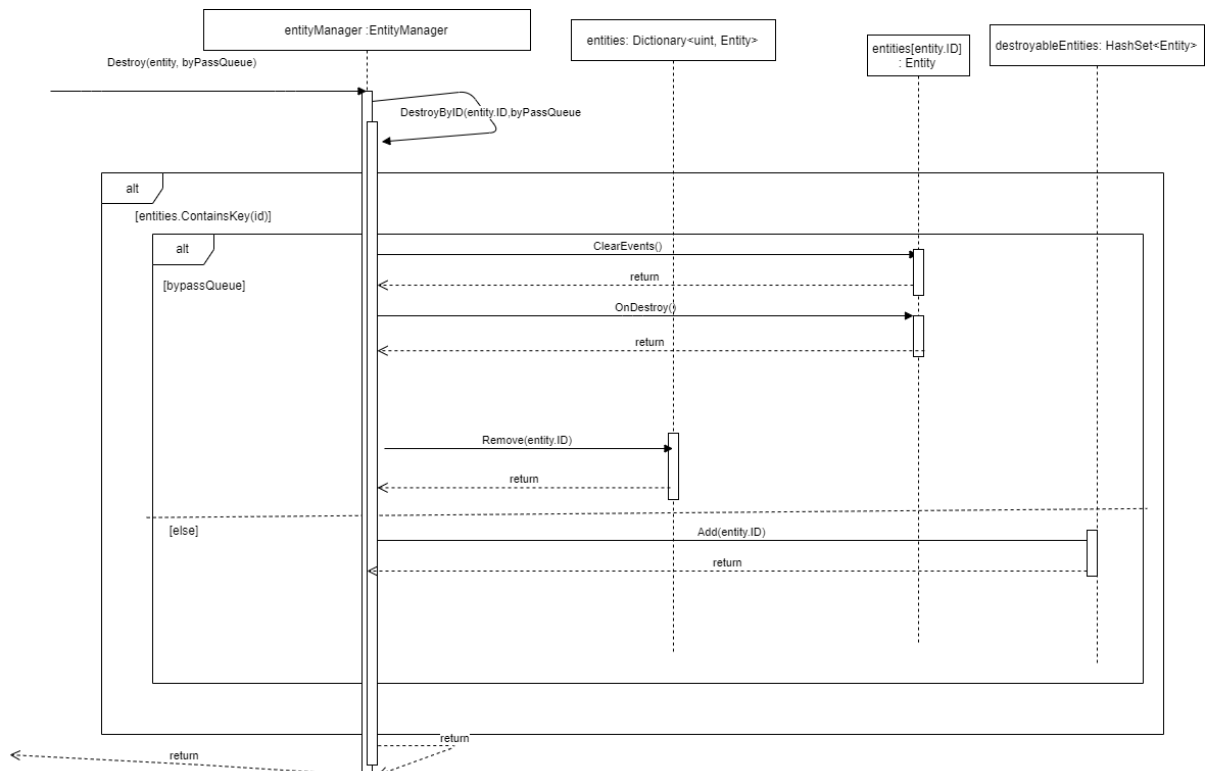 entityManager :EntityManager
entities: Dictionary<uint, Entity>
entities[entity.ID]
: Entity
destroyableEntities: HashSet<Entity>
Destroy(entity, byPassQueue)
DestroyByID(entity.ID,byPassQueue
alt
[entities.ContainsKey(id)]
alt
ClearEvents()
return
[bypassQueue]
OnDestroy()
return
Remove(entity.ID)
return
[else]
Add(entity.ID)
return
return
return